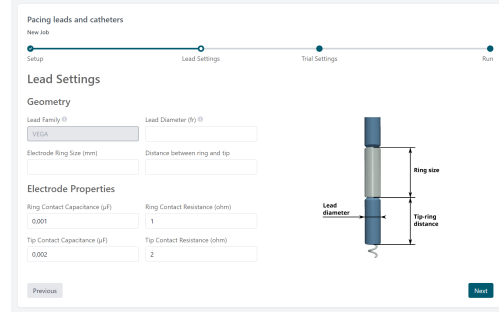 Pacing leads and catheters
New Job
Setup
Lead Settings
Trial Settings
Run
Lead Settings
Geometry
Lead Family
Lead Diameter (fr)
VEGA
Electrode Ring Size (mm)
Distance between ring and tip
Electrode Properties
Ring Contact Capacitance (µF)
Ring Contact Resistance (ohm)
0,001
1
Tip Contact Capacitance (µF)
Tip Contact Resistance (ohm)
0,002
2
Ring size
Lead
diameter
Tip-ring
distance
Previous
Next